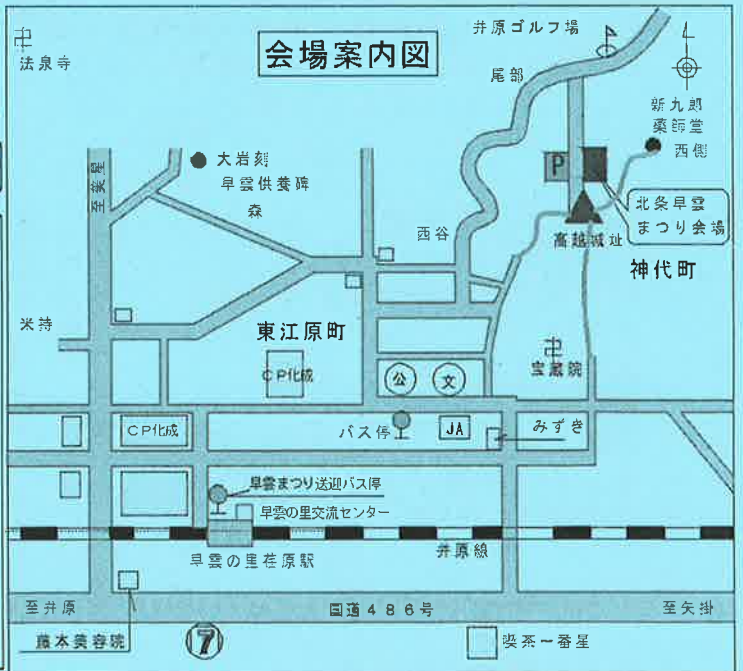 会場案内図
卍
法泉寺
井原ゴルフ場
尾部
新九郎
薬師堂
西側
P
北条早雲
まつり会場
高越城址
神代町
大岩刻
早雲供養碑
森
至美星
西谷
米持
東江原町
CP化成
公
文
卍
宝蔵院
CP化成
バス停
JA
みずき
早雲まつり送迎バス停
早雲の里交流センター
早雲の里荏原駅
井原線
至井原
国道486号
至矢掛
藤本美容院
7
喫茶一番星